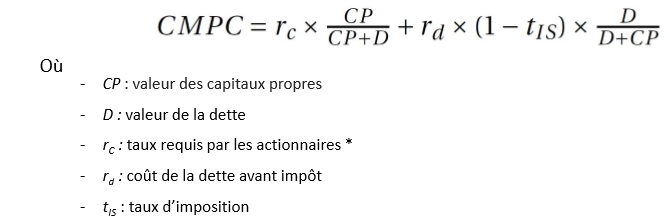 CMPC = r_c × CP/(CP+D) + r_d × (1 − t_IS) × D/(D+CP)
Où
- CP : valeur des capitaux propres
- D : valeur de la dette
- r_c : taux requis par les actionnaires *
- r_d : coût de la dette avant impôt
- t_is : taux d’imposition